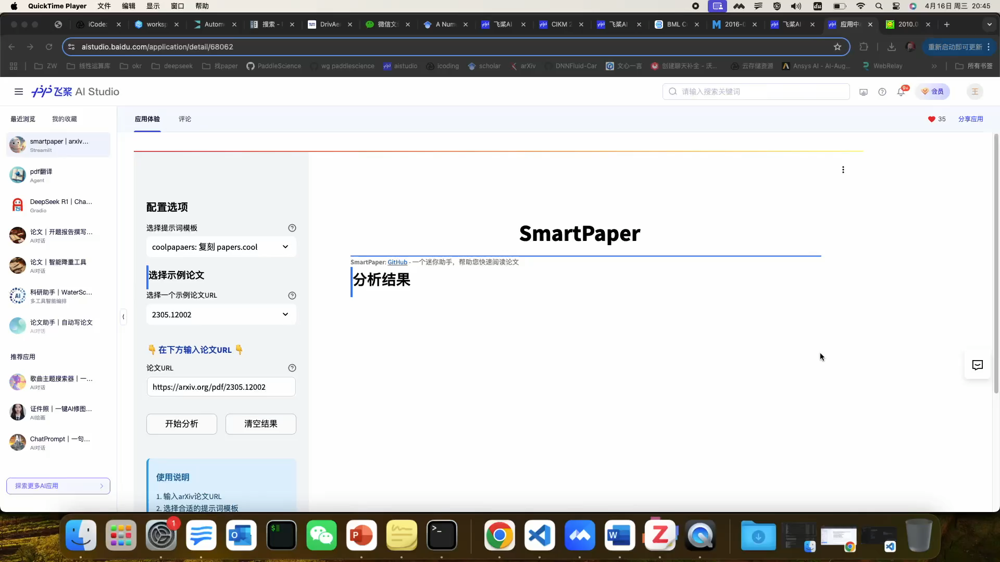 QuickTime Player 文件 编辑 显示 窗口 帮助 4月16日 周三 20:45
iCode: worksp Autom 搜索 - DrivAe 微信文 A Num 飞桨AI CIKM 2 飞桨AI BML C 2016-0 飞桨AI 应用中 2010.0
aistudio.baidu.com/application/detail/68062 重新启动即可更新
ZW 线性运算库 okr deepseek 找paper PaddleScience wg paddlescience aistudio icoding scholar arXiv DNNFluid-Car 文心一言 创建聊天补全 - 沃... 云存储资源 Ansys AI - AI-Aug... WebRelay » 所有书签
飞桨 AI Studio 请输入搜索关键词 9+ 会员 王
最近浏览 我的收藏
应用体验 评论 35 分享应用
smartpaper | arxiv...
Streamlit
pdf翻译
Agent
DeepSeek R1 | Cha...
Gradio
论文 | 开题报告撰写...
AI对话
论文 | 智能降重工具
AI对话
科研助手 | WaterSc...
多工具智能编排
论文助手 | 自动写论文
AI对话
推荐应用
歌曲主题搜索器 | 一...
AI对话
证件照 | 一键AI修图...
AI绘画
ChatPrompt | 一句...
AI对话
探索更多AI应用
配置选项
选择提示词模板
coolpapaers: 复刻 papers.cool
选择示例论文
选择一个示例论文URL
2305.12002
👇 在下方输入论文URL 👇
论文URL
https://arxiv.org/pdf/2305.12002
开始分析 清空结果
使用说明
1. 输入arXiv论文URL
2. 选择合适的提示词模板
SmartPaper
SmartPaper: GitHub - 一个迷你助手，帮助您快速阅读论文
分析结果
1